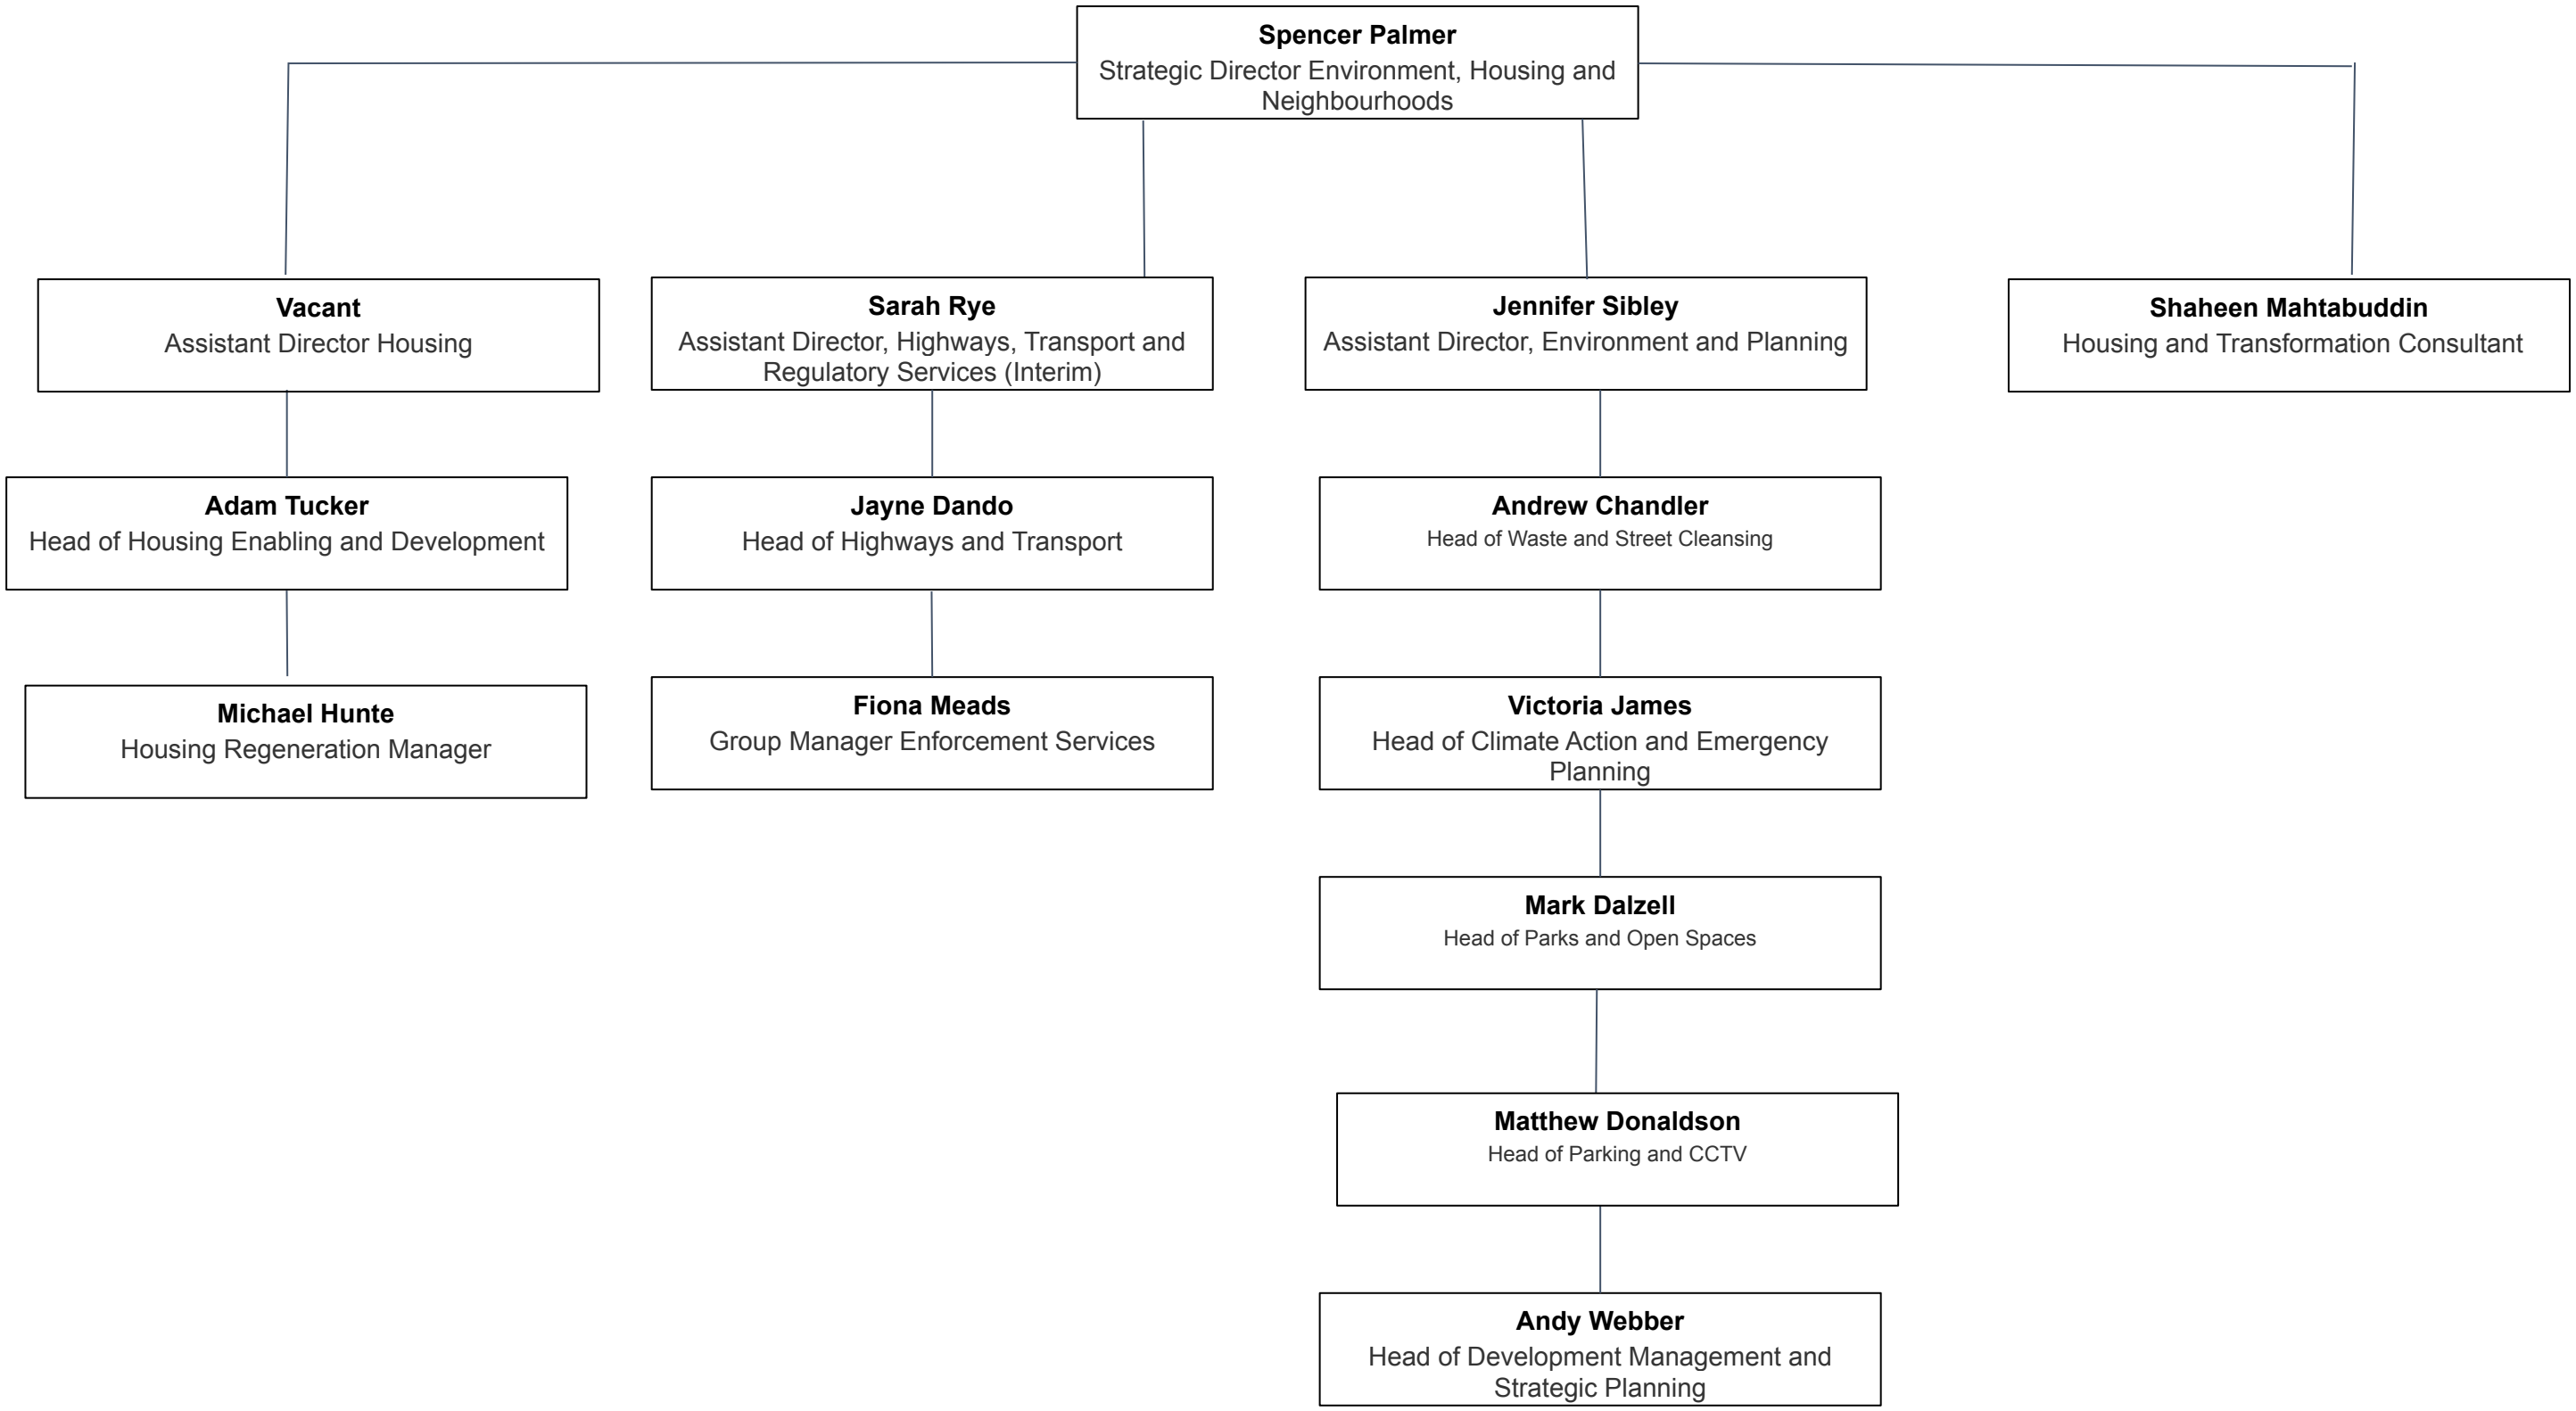 Spencer Palmer
Strategic Director Environment, Housing and
Neighbourhoods
Vacant
Assistant Director Housing
Sarah Rye
Assistant Director, Highways, Transport and
Regulatory Services (Interim)
Jennifer Sibley
Assistant Director, Environment and Planning
Shaheen Mahtabuddin
Housing and Transformation Consultant
Adam Tucker
Head of Housing Enabling and Development
Jayne Dando
Head of Highways and Transport
Andrew Chandler
Head of Waste and Street Cleansing
Michael Hunte
Housing Regeneration Manager
Fiona Meads
Group Manager Enforcement Services
Victoria James
Head of Climate Action and Emergency
Planning
Mark Dalzell
Head of Parks and Open Spaces
Matthew Donaldson
Head of Parking and CCTV
Andy Webber
Head of Development Management and
Strategic Planning